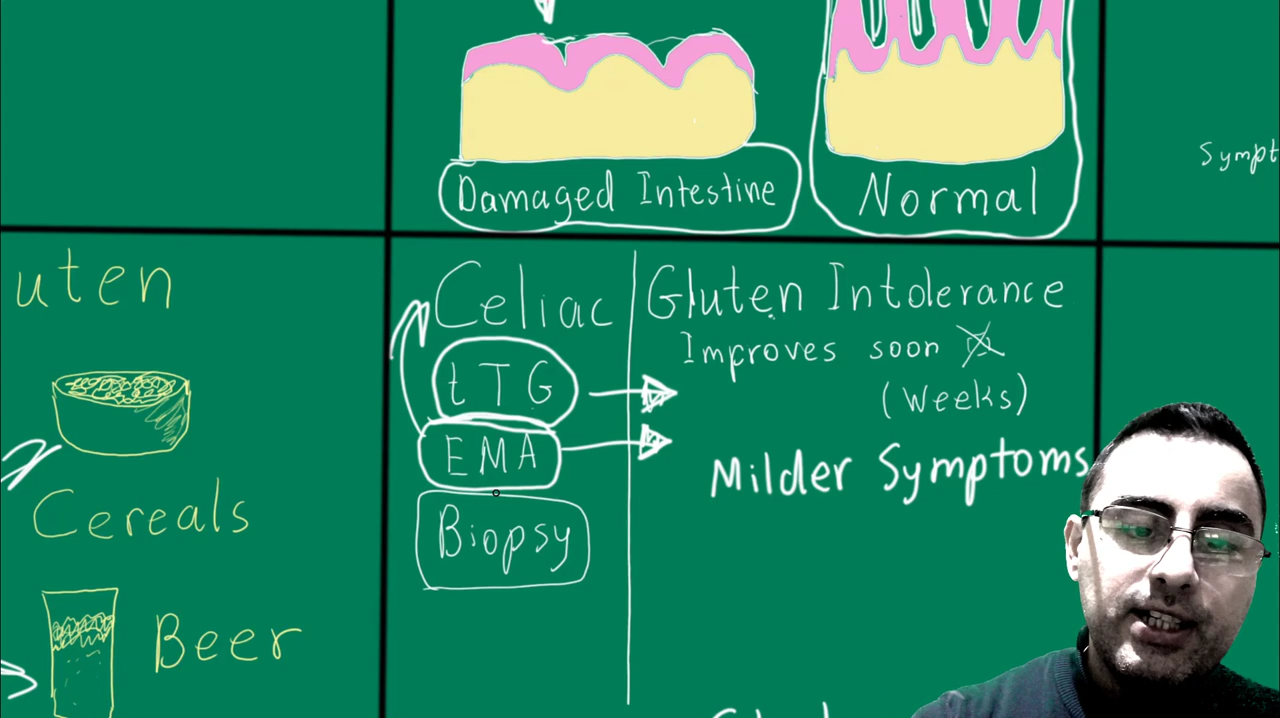 Damaged Intestine
Normal
Sympt
uten
Cereals
Beer
Celiac
tTG
EMA
Biopsy
Gluten Intolerance
Improves soon
(Weeks)
Milder Symptoms